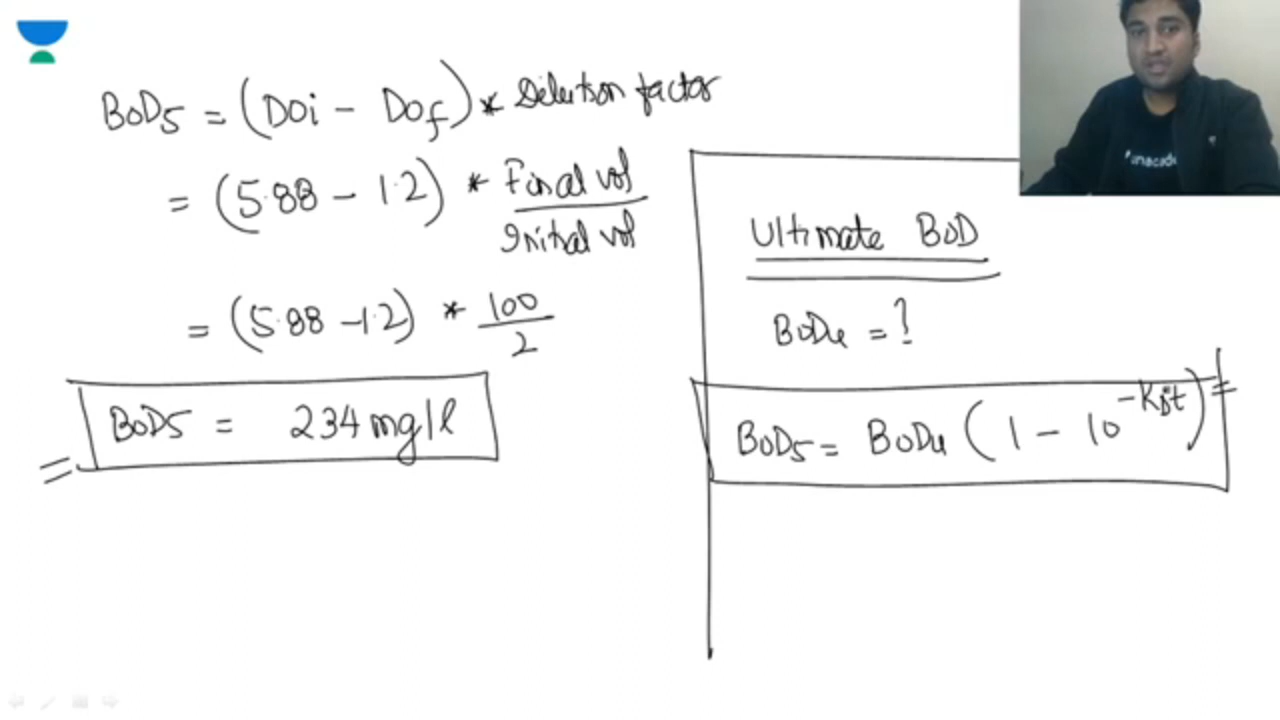 BOD5 = (DOi - DOf) * Dilution factor
= (5.88 - 1.2) * Final vol / Initial vol
= (5.88 - 1.2) * 100 / 2
BOD5 = 234 mg/l
unacade
Ultimate BOD
BODu = ?
BOD5 = BODu (1 - 10^-KDt)